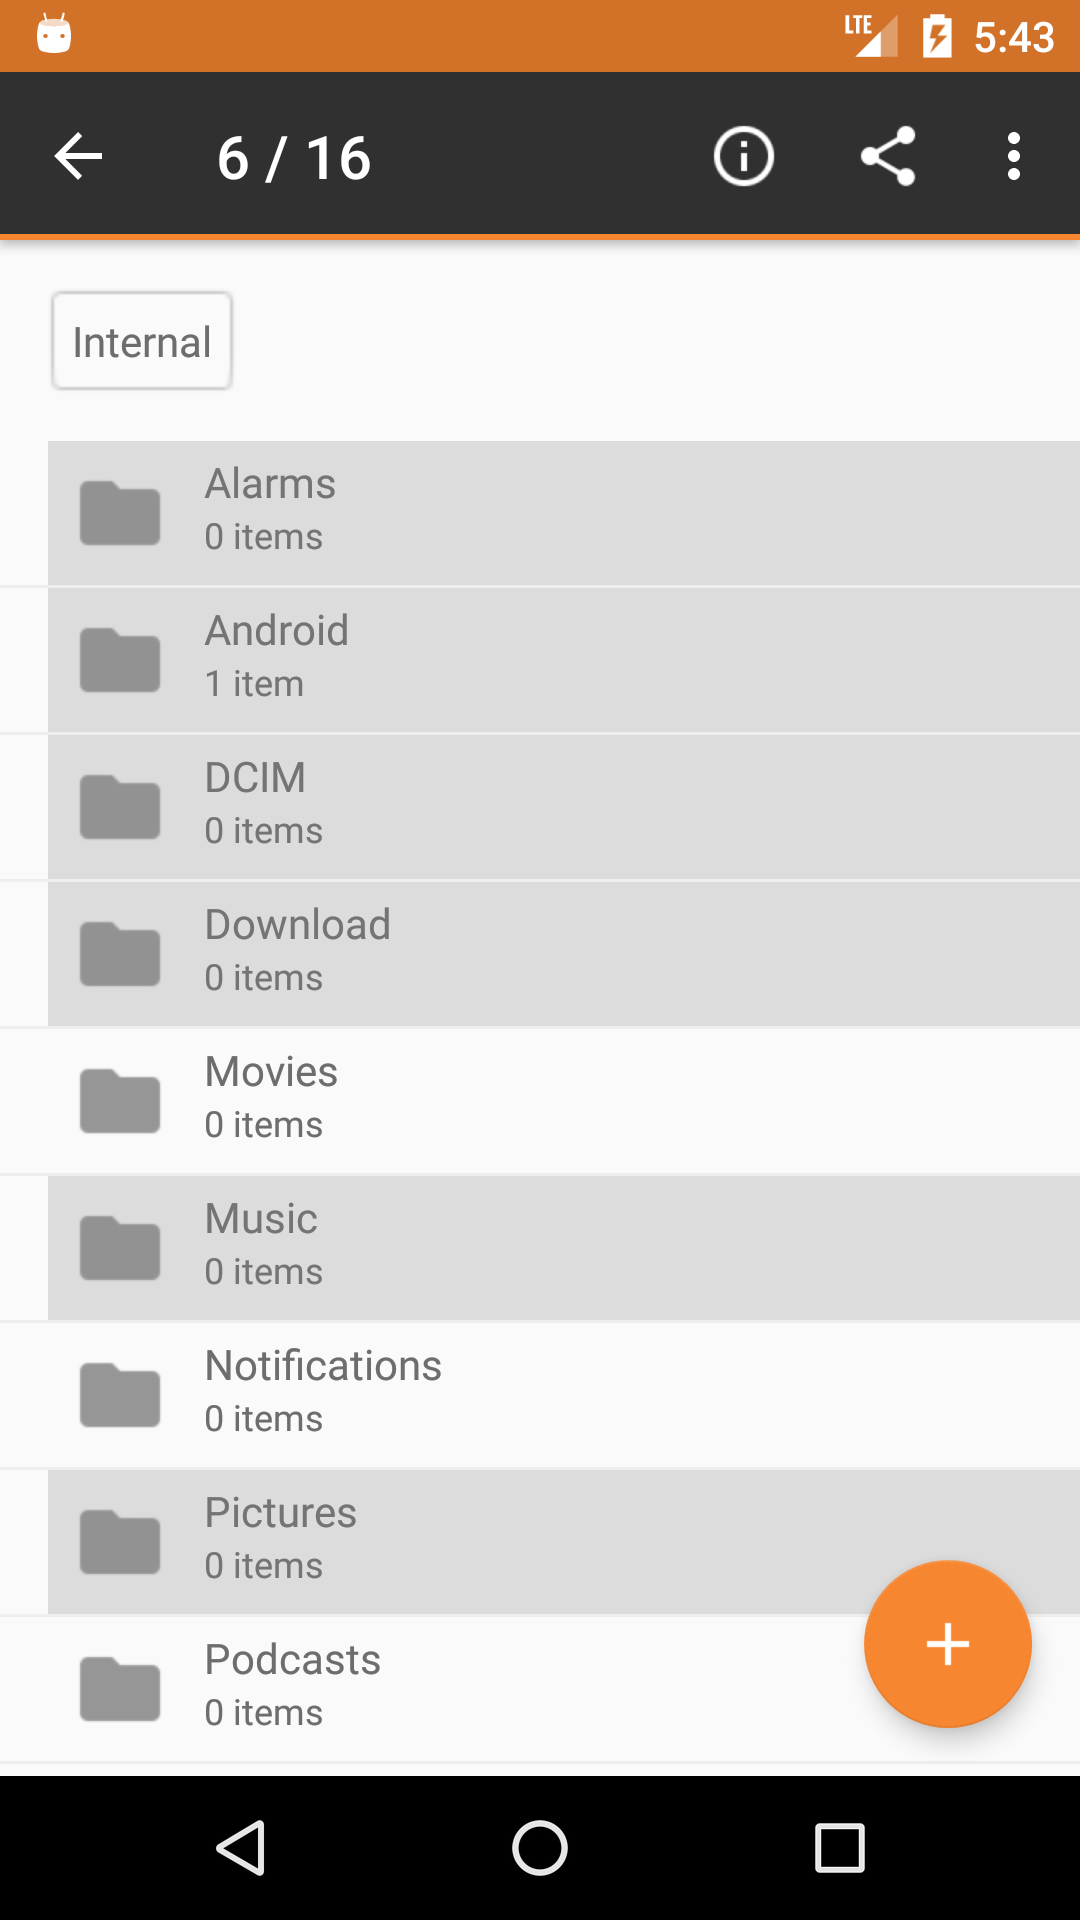 LTE 5:43
6 / 16
Internal
Alarms
0 items
Android
1 item
DCIM
0 items
Download
0 items
Movies
0 items
Music
0 items
Notifications
0 items
Pictures
0 items
Podcasts
0 items